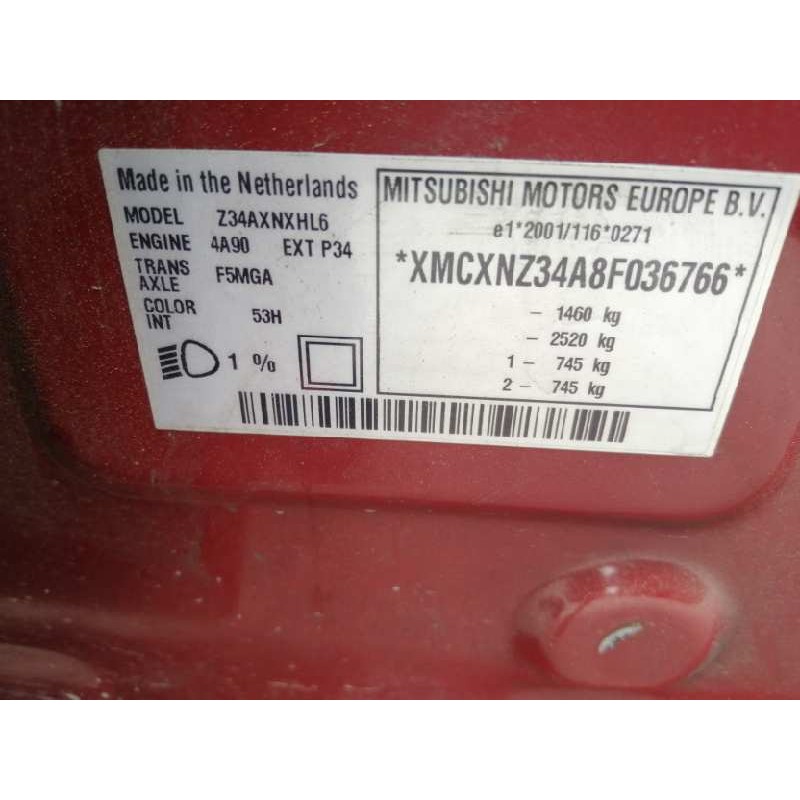 Made in the Netherlands
MODEL Z34AXNXHL6
ENGINE 4A90 EXT P34
TRANS AXLE F5MGA
COLOR INT 53H
1 %
MITSUBISHI MOTORS EUROPE B.V.
e1*2001/116*0271
*XMCXNZ34A8F036766*
- 1460 kg
- 2520 kg
1 - 745 kg
2 - 745 kg